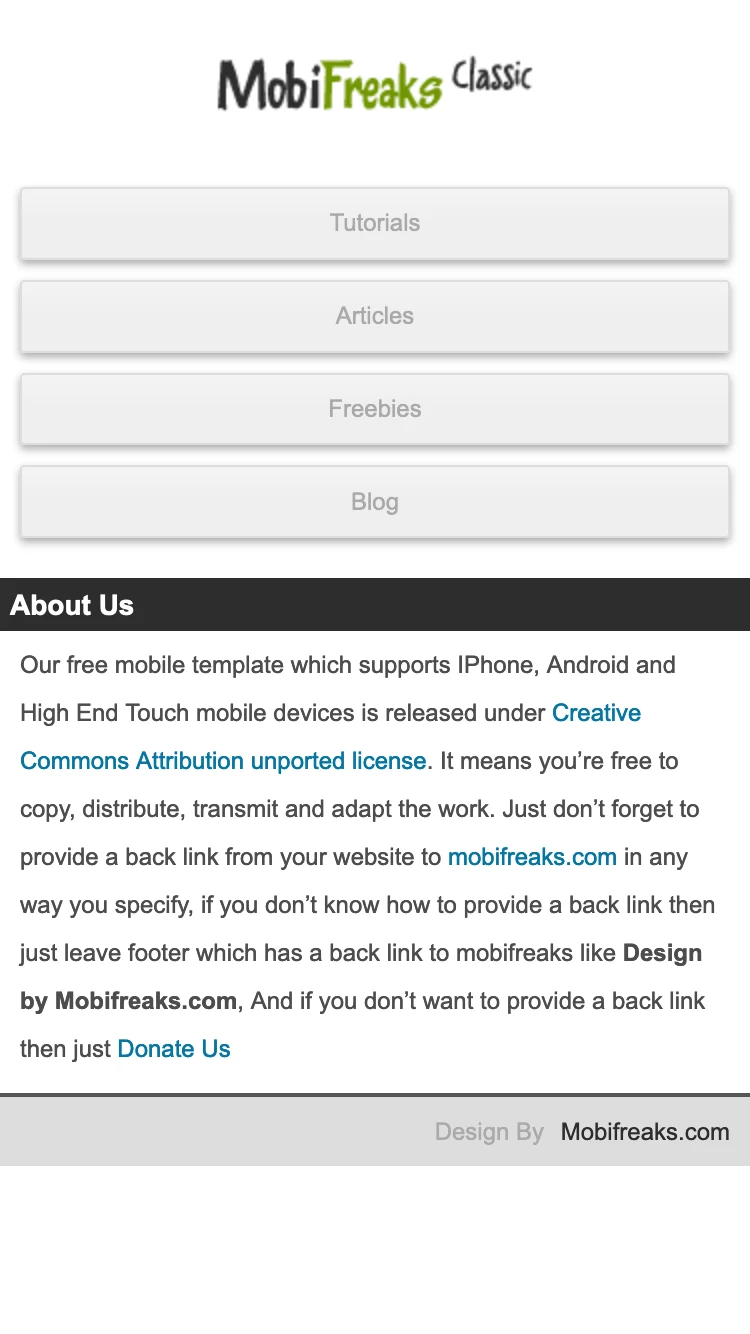 MobiFreaks Classic
Tutorials
Articles
Freebies
Blog
About Us
Our free mobile template which supports IPhone, Android and
High End Touch mobile devices is released under Creative
Commons Attribution unported license. It means you’re free to
copy, distribute, transmit and adapt the work. Just don’t forget to
provide a back link from your website to mobifreaks.com in any
way you specify, if you don’t know how to provide a back link then
just leave footer which has a back link to mobifreaks like Design
by Mobifreaks.com, And if you don’t want to provide a back link
then just Donate Us
Design By Mobifreaks.com